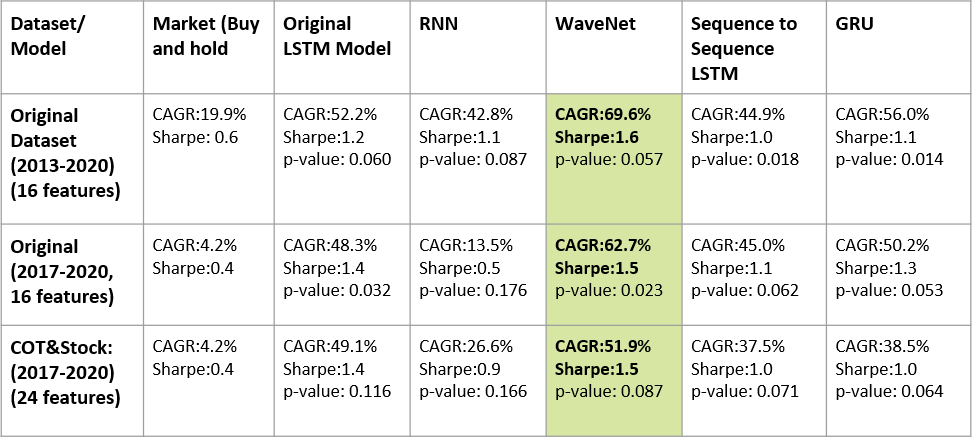 Dataset/
Model
Market (Buy
and hold
Original
LSTM Model
RNN
WaveNet
Sequence to
Sequence
LSTM
GRU
Original
Dataset
(2013-2020)
(16 features)
CAGR:19.9%
Sharpe: 0.6
CAGR:52.2%
Sharpe:1.2
p-value: 0.060
CAGR:42.8%
Sharpe:1.1
p-value: 0.087
CAGR:69.6%
Sharpe:1.6
p-value: 0.057
CAGR:44.9%
Sharpe:1.0
p-value: 0.018
CAGR:56.0%
Sharpe:1.1
p-value: 0.014
Original
(2017-2020,
16 features)
CAGR:4.2%
Sharpe:0.4
CAGR:48.3%
Sharpe:1.4
p-value: 0.032
CAGR:13.5%
Sharpe:0.5
p-value: 0.176
CAGR:62.7%
Sharpe:1.5
p-value: 0.023
CAGR:45.0%
Sharpe:1.1
p-value: 0.062
CAGR:50.2%
Sharpe:1.3
p-value: 0.053
COT&Stock:
(2017-2020)
(24 features)
CAGR:4.2%
Sharpe:0.4
CAGR:49.1%
Sharpe:1.4
p-value: 0.116
CAGR:26.6%
Sharpe:0.9
p-value: 0.166
CAGR:51.9%
Sharpe:1.5
p-value: 0.087
CAGR:37.5%
Sharpe:1.0
p-value: 0.071
CAGR:38.5%
Sharpe:1.0
p-value: 0.064